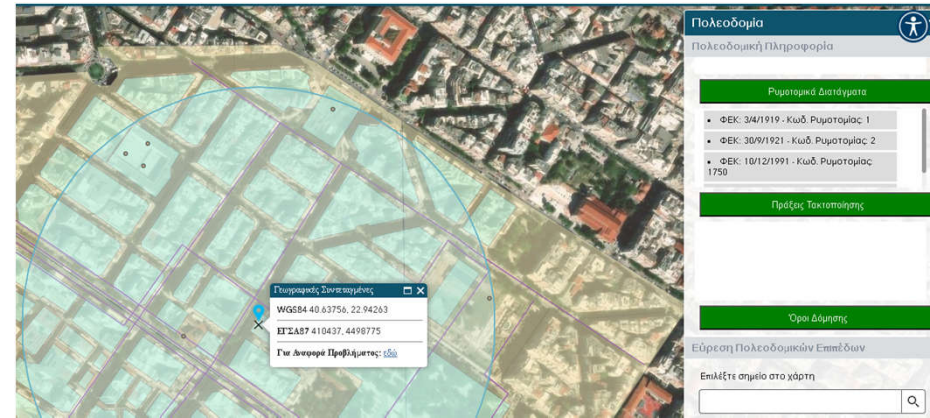 Πολεοδομία
Πολεοδομική Πληροφορία
Ρυμοτομικά Διατάγματα
ΦΕΚ: 3/4/1919 - Κωδ. Ρυμοτομίας: 1
ΦΕΚ: 30/9/1921 - Κωδ. Ρυμοτομίας: 2
ΦΕΚ: 10/12/1991 - Κωδ. Ρυμοτομίας:
1750
Πράξεις Τακτοποίησης
Όροι Δόμησης
Εύρεση Πολεοδομικών Επιπέδων
Επιλέξτε σημείο στο χάρτη
Γεωγραφικές Συντεταγμένες
WGS84 40.63756, 22.94263
ΕΓΣΑ87 410437, 4498775
Για Αναφορά Προβλήματος: εδώ